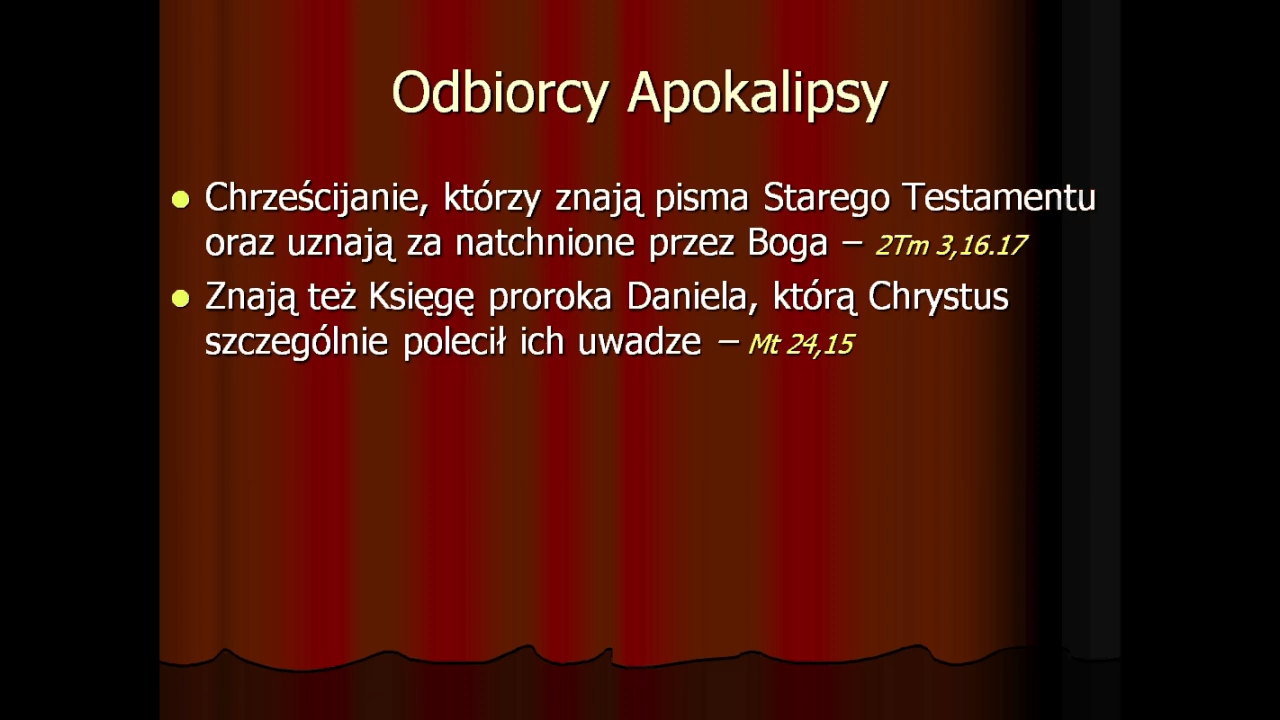 Odbiorcy Apokalipsy
Chrześcijanie, którzy znają pisma Starego Testamentu
oraz uznają za natchnione przez Boga – 2Tm 3,16.17
Znają też Księgę proroka Daniela, którą Chrystus
szczególnie polecił ich uwadze – Mt 24,15